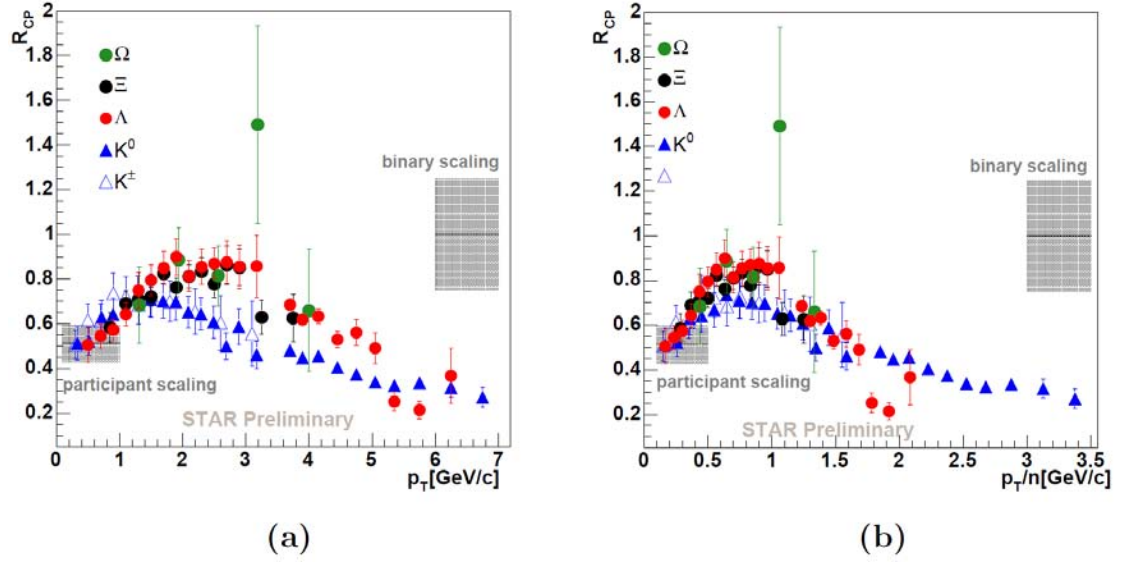 R_CP
2
1.8
1.6
1.4
1.2
1
0.8
0.6
0.4
0.2
Ω
Ξ
Λ
K⁰
K±
binary scaling
participant scaling
STAR Preliminary
0 1 2 3 4 5 6 7
p_T[GeV/c]
(a)
R_CP
2
1.8
1.6
1.4
1.2
1
0.8
0.6
0.4
0.2
Ω
Ξ
Λ
K⁰
binary scaling
participant scaling
STAR Preliminary
0 0.5 1 1.5 2 2.5 3 3.5
p_T/n[GeV/c]
(b)